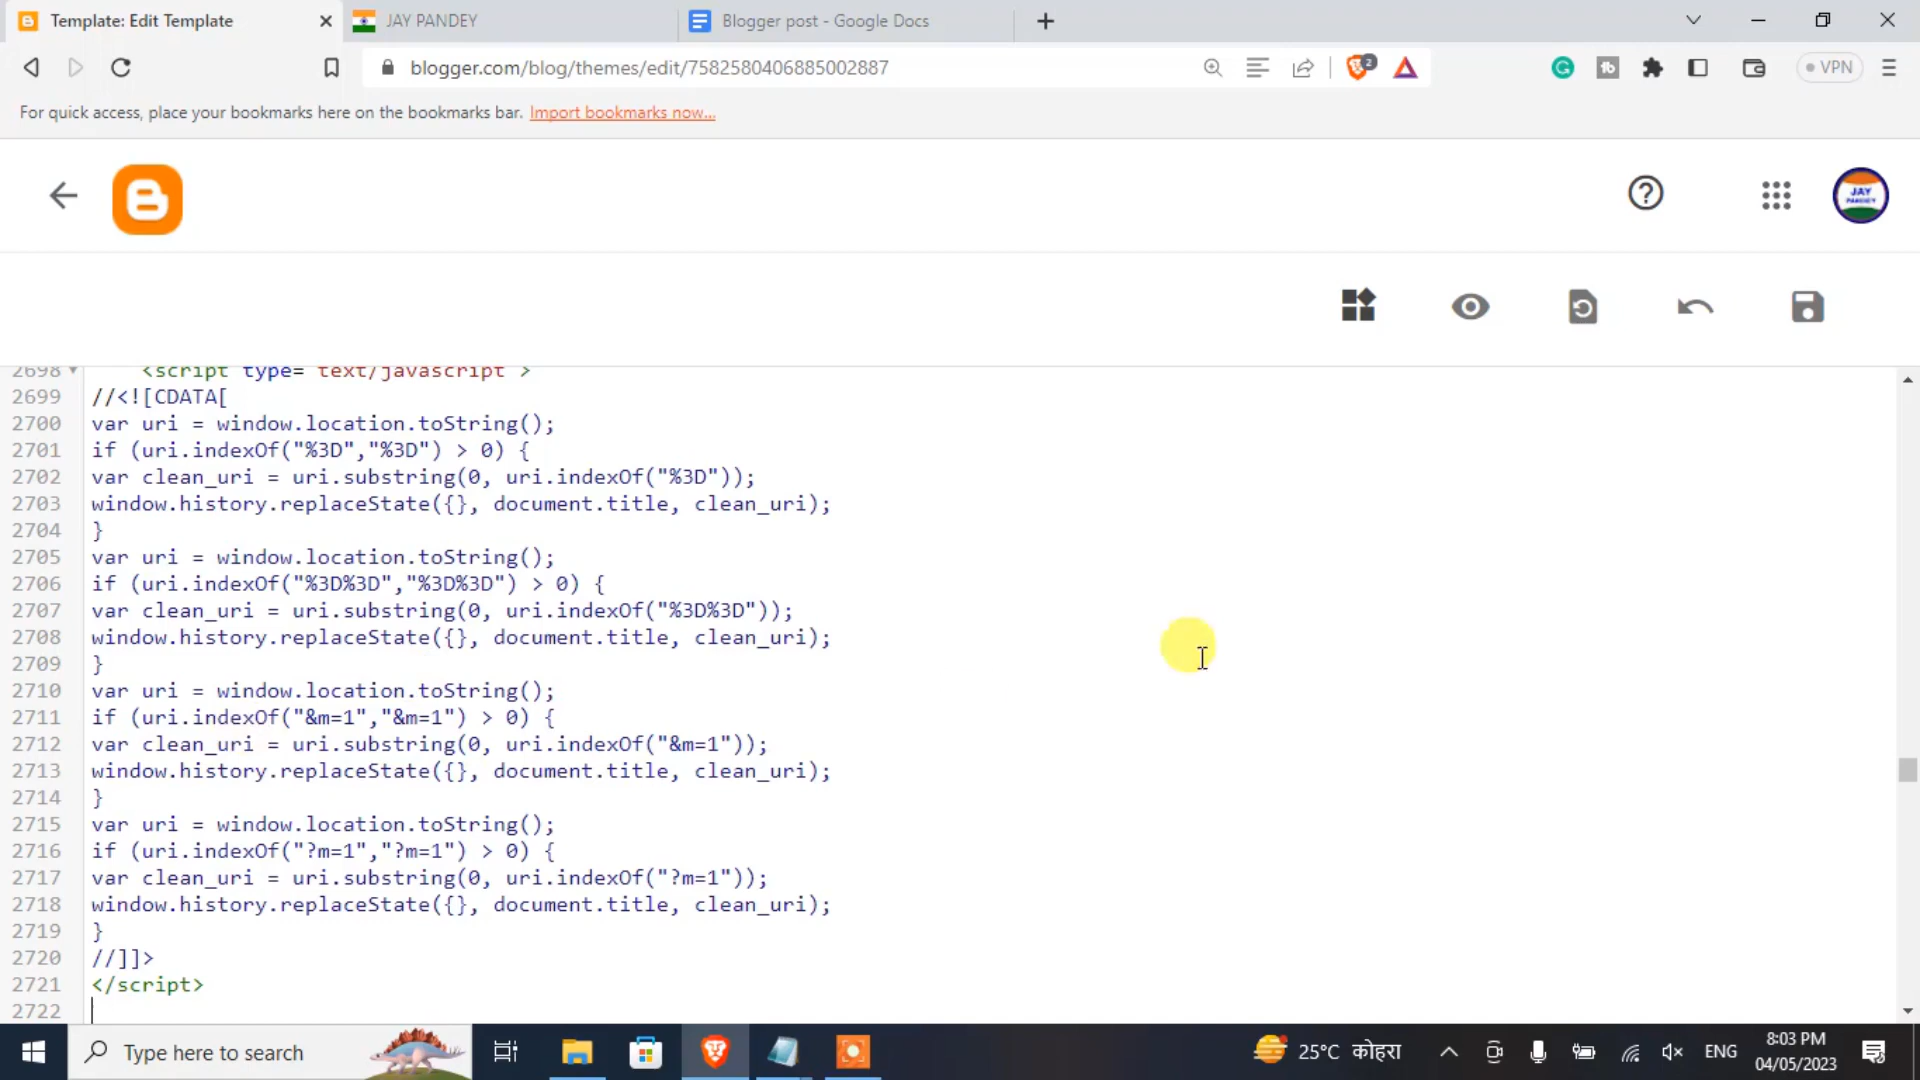 Template: Edit Template
JAY PANDEY
Blogger post - Google Docs
blogger.com/blog/themes/edit/7582580406885002887
2
VPN
For quick access, place your bookmarks here on the bookmarks bar. Import bookmarks now...
JAY
PANDEY
2698 <script type="text/javascript">
2699 //<![CDATA[
2700 var uri = window.location.toString();
2701 if (uri.indexOf("%3D","%3D") > 0) {
2702 var clean_uri = uri.substring(0, uri.indexOf("%3D"));
2703 window.history.replaceState({}, document.title, clean_uri);
2704 }
2705 var uri = window.location.toString();
2706 if (uri.indexOf("%3D%3D","%3D%3D") > 0) {
2707 var clean_uri = uri.substring(0, uri.indexOf("%3D%3D"));
2708 window.history.replaceState({}, document.title, clean_uri);
2709 }
2710 var uri = window.location.toString();
2711 if (uri.indexOf("&m=1","&m=1") > 0) {
2712 var clean_uri = uri.substring(0, uri.indexOf("&m=1"));
2713 window.history.replaceState({}, document.title, clean_uri);
2714 }
2715 var uri = window.location.toString();
2716 if (uri.indexOf("?m=1","?m=1") > 0) {
2717 var clean_uri = uri.substring(0, uri.indexOf("?m=1"));
2718 window.history.replaceState({}, document.title, clean_uri);
2719 }
2720 //]]>
2721 </script>
2722
Type here to search
25°C कोहरा
ENG
8:03 PM
04/05/2023